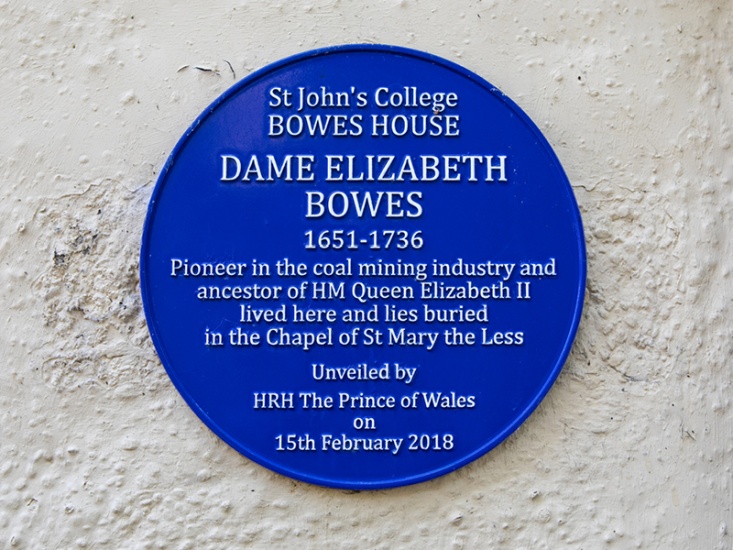 St John's College
BOWES HOUSE
DAME ELIZABETH
BOWES
1651-1736
Pioneer in the coal mining industry and
ancestor of HM Queen Elizabeth II
lived here and lies buried
in the Chapel of St Mary the Less
Unveiled by
HRH The Prince of Wales
on
15th February 2018